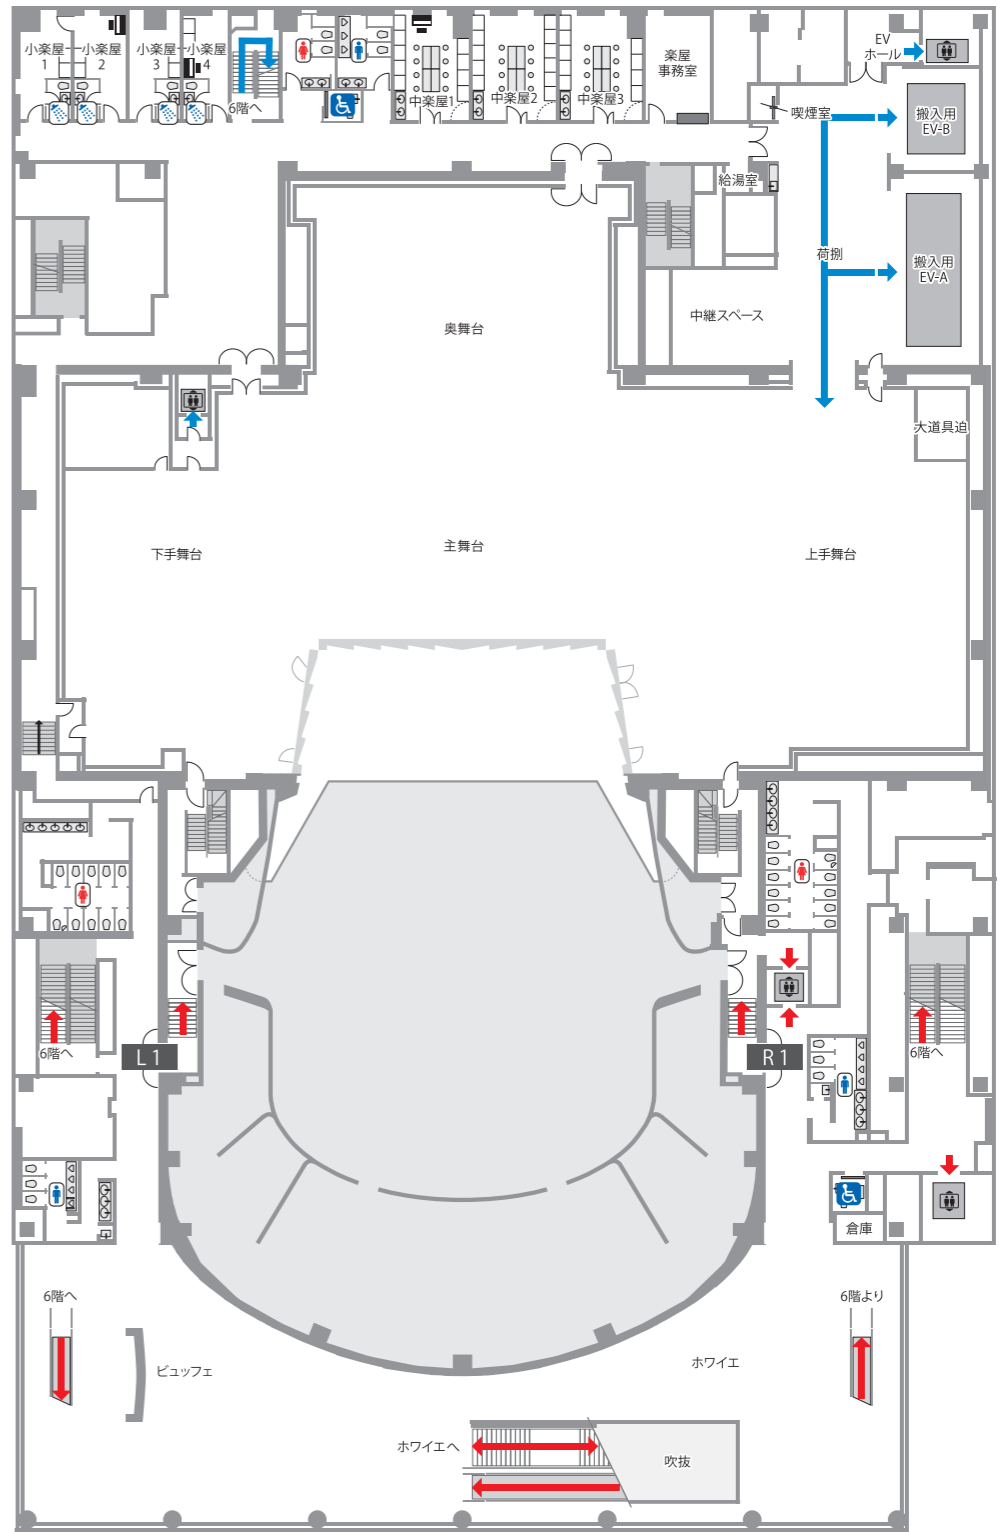 小楽屋
1
小楽屋
2
小楽屋
3
小楽屋
4
6階へ
中楽屋1
中楽屋2
中楽屋3
楽屋
事務室
EV
ホール
喫煙室
搬入用
EV-B
給湯室
荷捌
搬入用
EV-A
中継スペース
奥舞台
大道具迫
下手舞台
主舞台
上手舞台
6階へ
L1
R1
6階へ
倉庫
6階へ
6階より
ビュッフェ
ホワイエ
ホワイエへ
吹抜